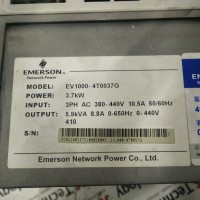 EMERSON
Network Power
MODEL: EV1000-4T0037G
POWER: 3.7kW
INPUT: 3PH AC 380-440V 10.5A 50/60Hz
OUTPUT: 5.9kVA 8.8A 0-650Hz 0-440V
410
S/N:
Emerson Network Power Co., Ltd.